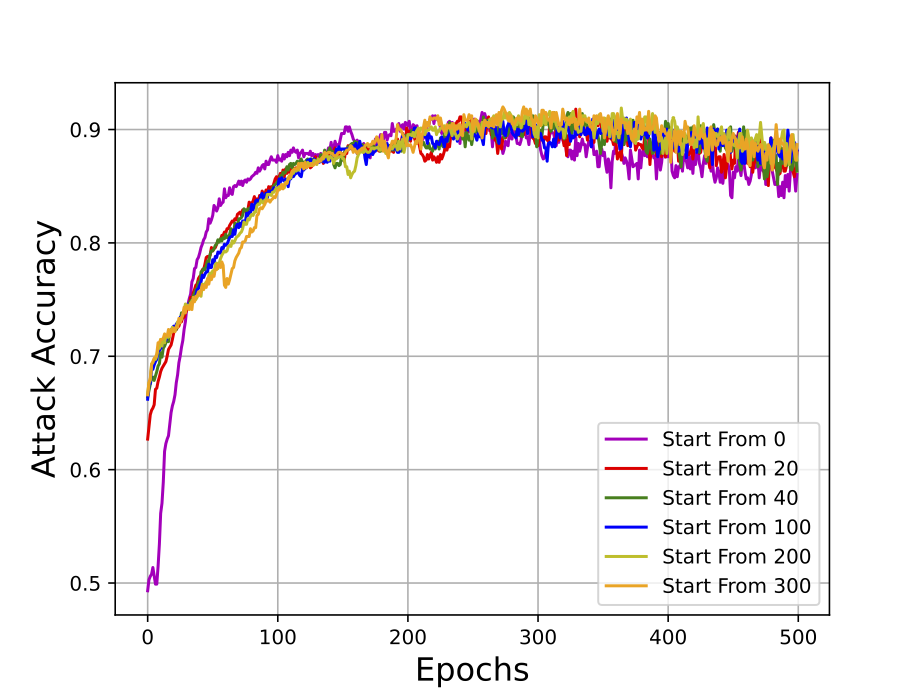 0.9
0.8
0.7
0.6
0.5
Attack Accuracy
Start From 0
Start From 20
Start From 40
Start From 100
Start From 200
Start From 300
0 100 200 300 400 500
Epochs